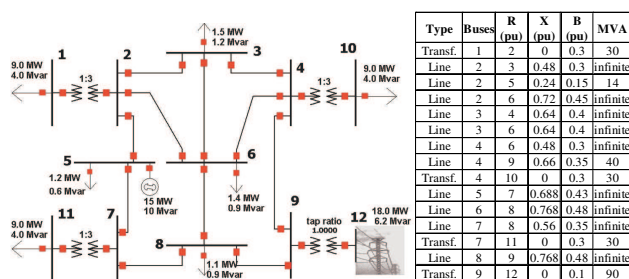 1.5 MW
1.2 Mvar
9.0 MW
4.0 Mvar
1
1:3
2
3
4
1:3
10
9.0 MW
4.0 Mvar
5
1.2 MW
0.6 Mvar
15 MW
10 Mvar
6
1.4 MW
0.9 Mvar
9.0 MW
4.0 Mvar
11
1:3
7
8
1.1 MW
0.9 Mvar
9
tap ratio
1.0000
12
18.0 MW
6.2 Mvar
Type Buses R (pu) X (pu) B (pu) MVA
Transf. 1 2 0 0.3 30
Line 2 3 0.48 0.3 infinite
Line 2 5 0.24 0.15 14
Line 2 6 0.72 0.45 infinite
Line 3 4 0.64 0.4 infinite
Line 3 6 0.64 0.4 infinite
Line 4 6 0.48 0.3 infinite
Line 4 9 0.66 0.35 40
Transf. 4 10 0 0.3 30
Line 5 7 0.688 0.43 infinite
Line 6 8 0.768 0.48 infinite
Line 7 8 0.56 0.35 infinite
Transf. 7 11 0 0.3 30
Line 8 9 0.768 0.48 infinite
Transf. 9 12 0 0.1 90